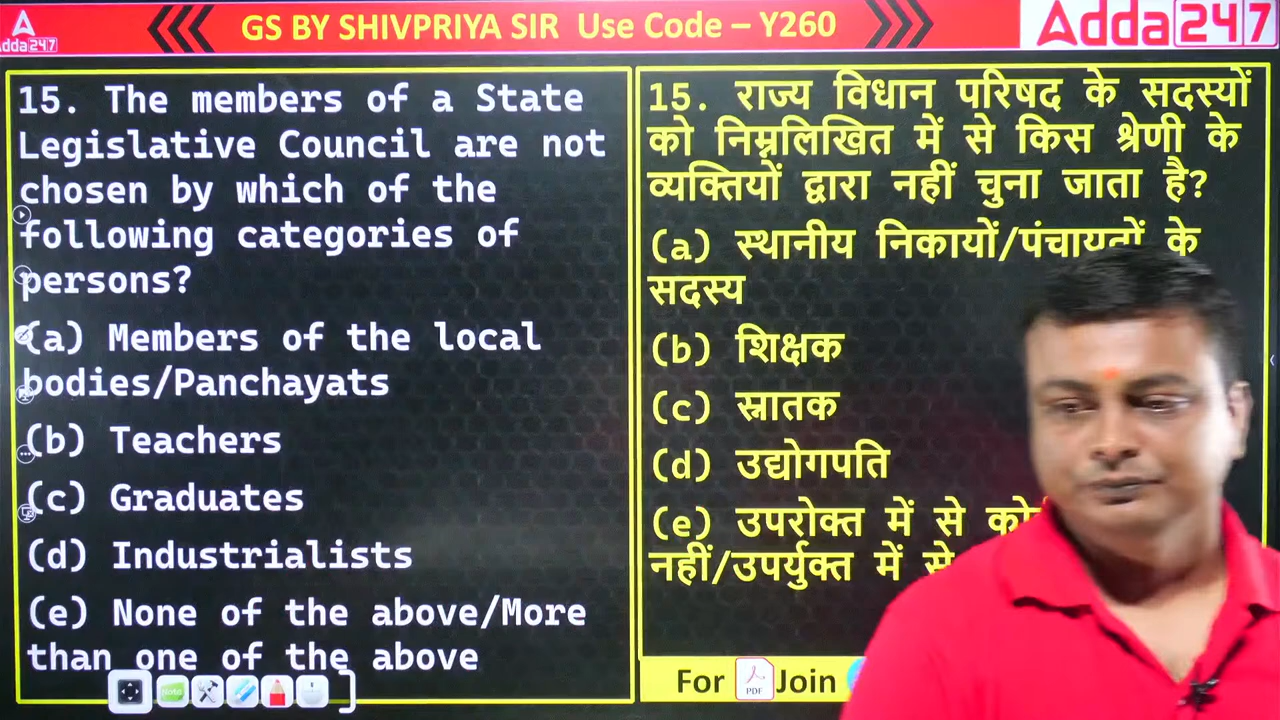 GS BY SHIVPRIYA SIR Use Code – Y260
Adda247
Adda247
15. The members of a State
Legislative Council are not
chosen by which of the
following categories of
persons?
(a) Members of the local
bodies/Panchayats
(b) Teachers
(c) Graduates
(d) Industrialists
(e) None of the above/More
than one of the above
15. राज्य विधान परिषद के सदस्यों
को निम्नलिखित में से किस श्रेणी के
व्यक्तियों द्वारा नहीं चुना जाता है?
(a) स्थानीय निकायों/पंचायतों के
सदस्य
(b) शिक्षक
(c) स्नातक
(d) उद्योगपति
(e) उपरोक्त में से
नहीं/उपर्युक्त में से
For PDF Join